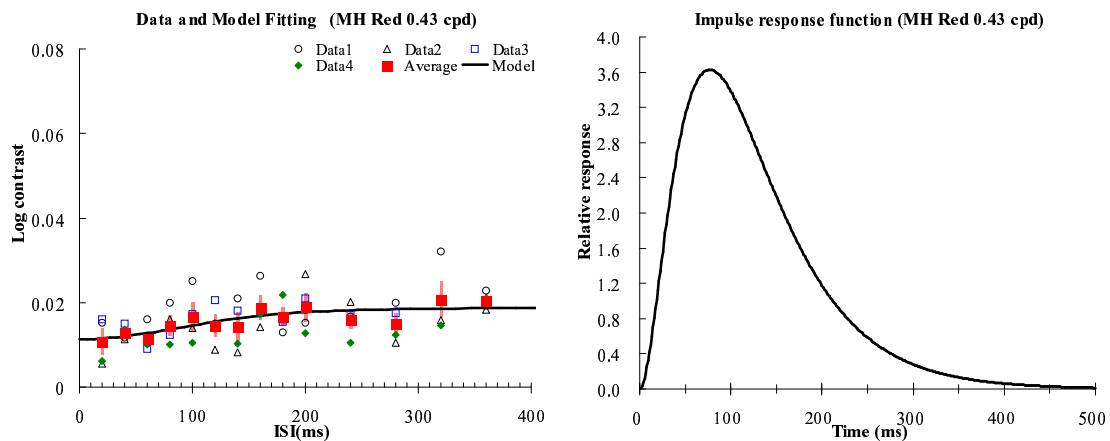 Data and Model Fitting (MH Red 0.43 cpd)
0.08
0.06
0.04
0.02
0
Log contrast
Data1 Data2 Data3
Data4 Average Model
0 100 200 300 400
ISI(ms)
Impulse response function (MH Red 0.43 cpd)
4.0
3.6
3.2
2.8
2.4
2.0
1.6
1.2
0.8
0.4
0.0
Relative response
0 100 200 300 400 500
Time (ms)